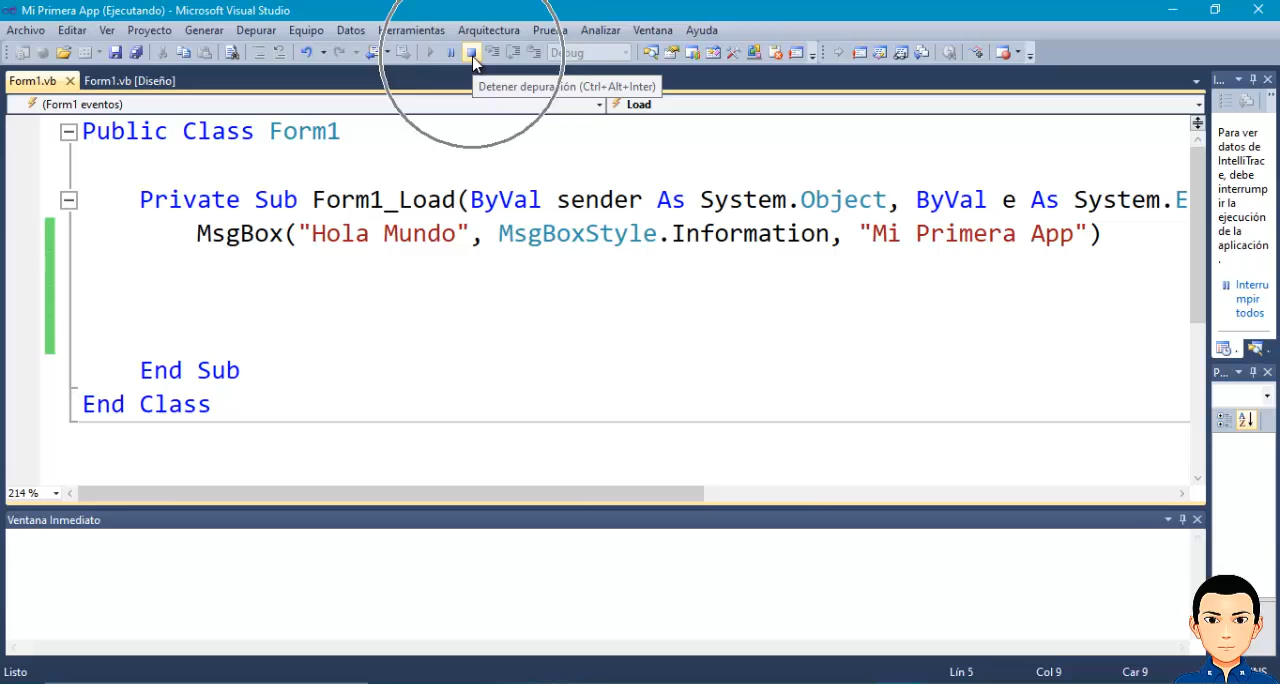 Mi Primera App (Ejecutando) - Microsoft Visual Studio
Archivo Editar Ver Proyecto Generar Depurar Equipo Datos Herramientas Arquitectura Prueba Analizar Ventana Ayuda
Debug
Detener depuración (Ctrl+Alt+Inter)
Form1.vb Form1.vb [Diseño]
(Form1 eventos) Load
Public Class Form1
Private Sub Form1_Load(ByVal sender As System.Object, ByVal e As System.E
MsgBox("Hola Mundo", MsgBoxStyle.Information, "Mi Primera App")
End Sub
End Class
214 %
Ventana Inmediato
I...
Para ver
datos de
IntelliTrac
e, debe
interrump
ir la
ejecución
de la
aplicación
.
Interru
mpir
todos
P...
Listo Lín 5 Col 9 Car 9 INS